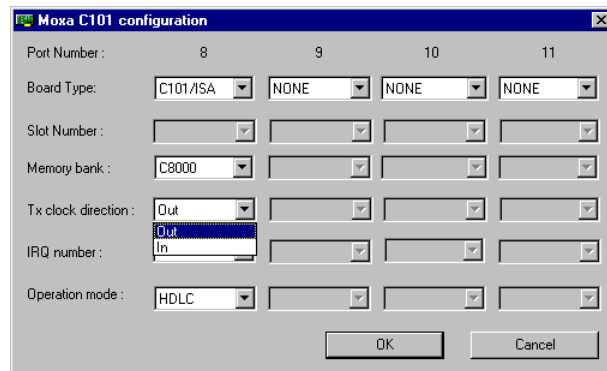 Moxa C101 configuration
Port Number : 8 9 10 11
Board Type: C101/ISA NONE NONE NONE
Slot Number :
Memory bank : C8000
Tx clock direction : Out
Out
In
IRQ number :
Operation mode : HDLC
OK Cancel